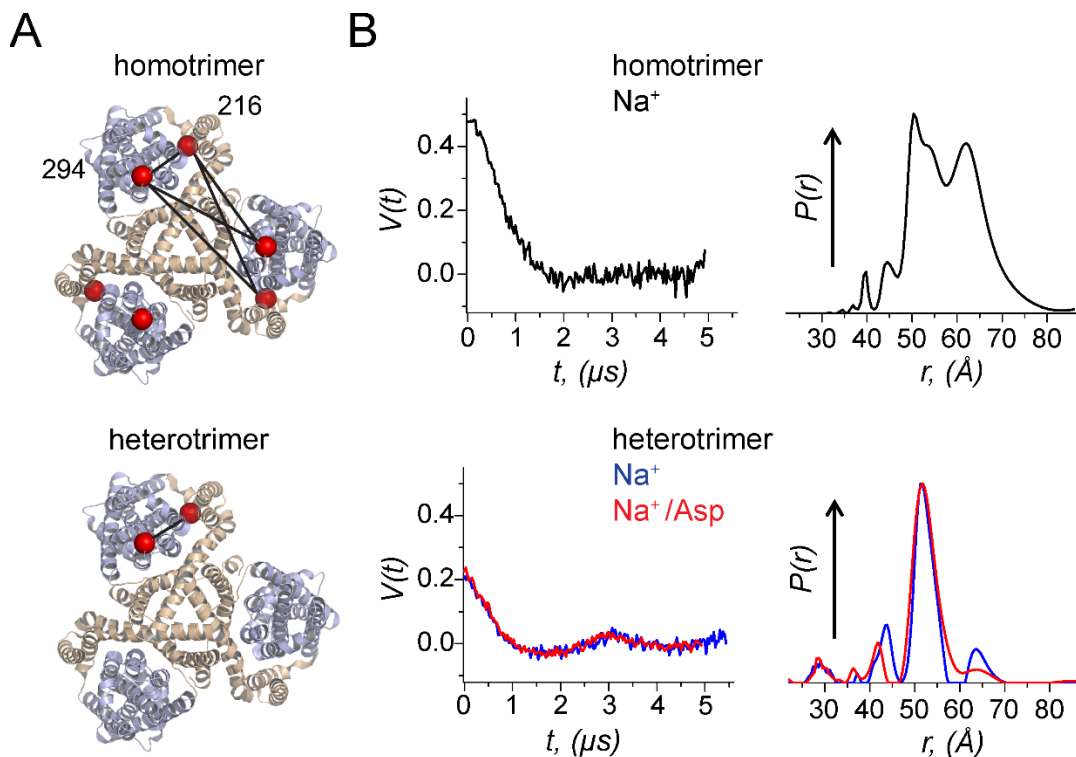 A
B
homotrimer
216
294
homotrimer
Na⁺
V(t)
0.4
0.2
0.0
0 1 2 3 4 5
t, (μs)
P(r)
30 40 50 60 70 80
r, (Å)
heterotrimer
heterotrimer
Na⁺
Na⁺/Asp
V(t)
0.4
0.2
0.0
0 1 2 3 4 5
t, (μs)
P(r)
30 40 50 60 70 80
r, (Å)